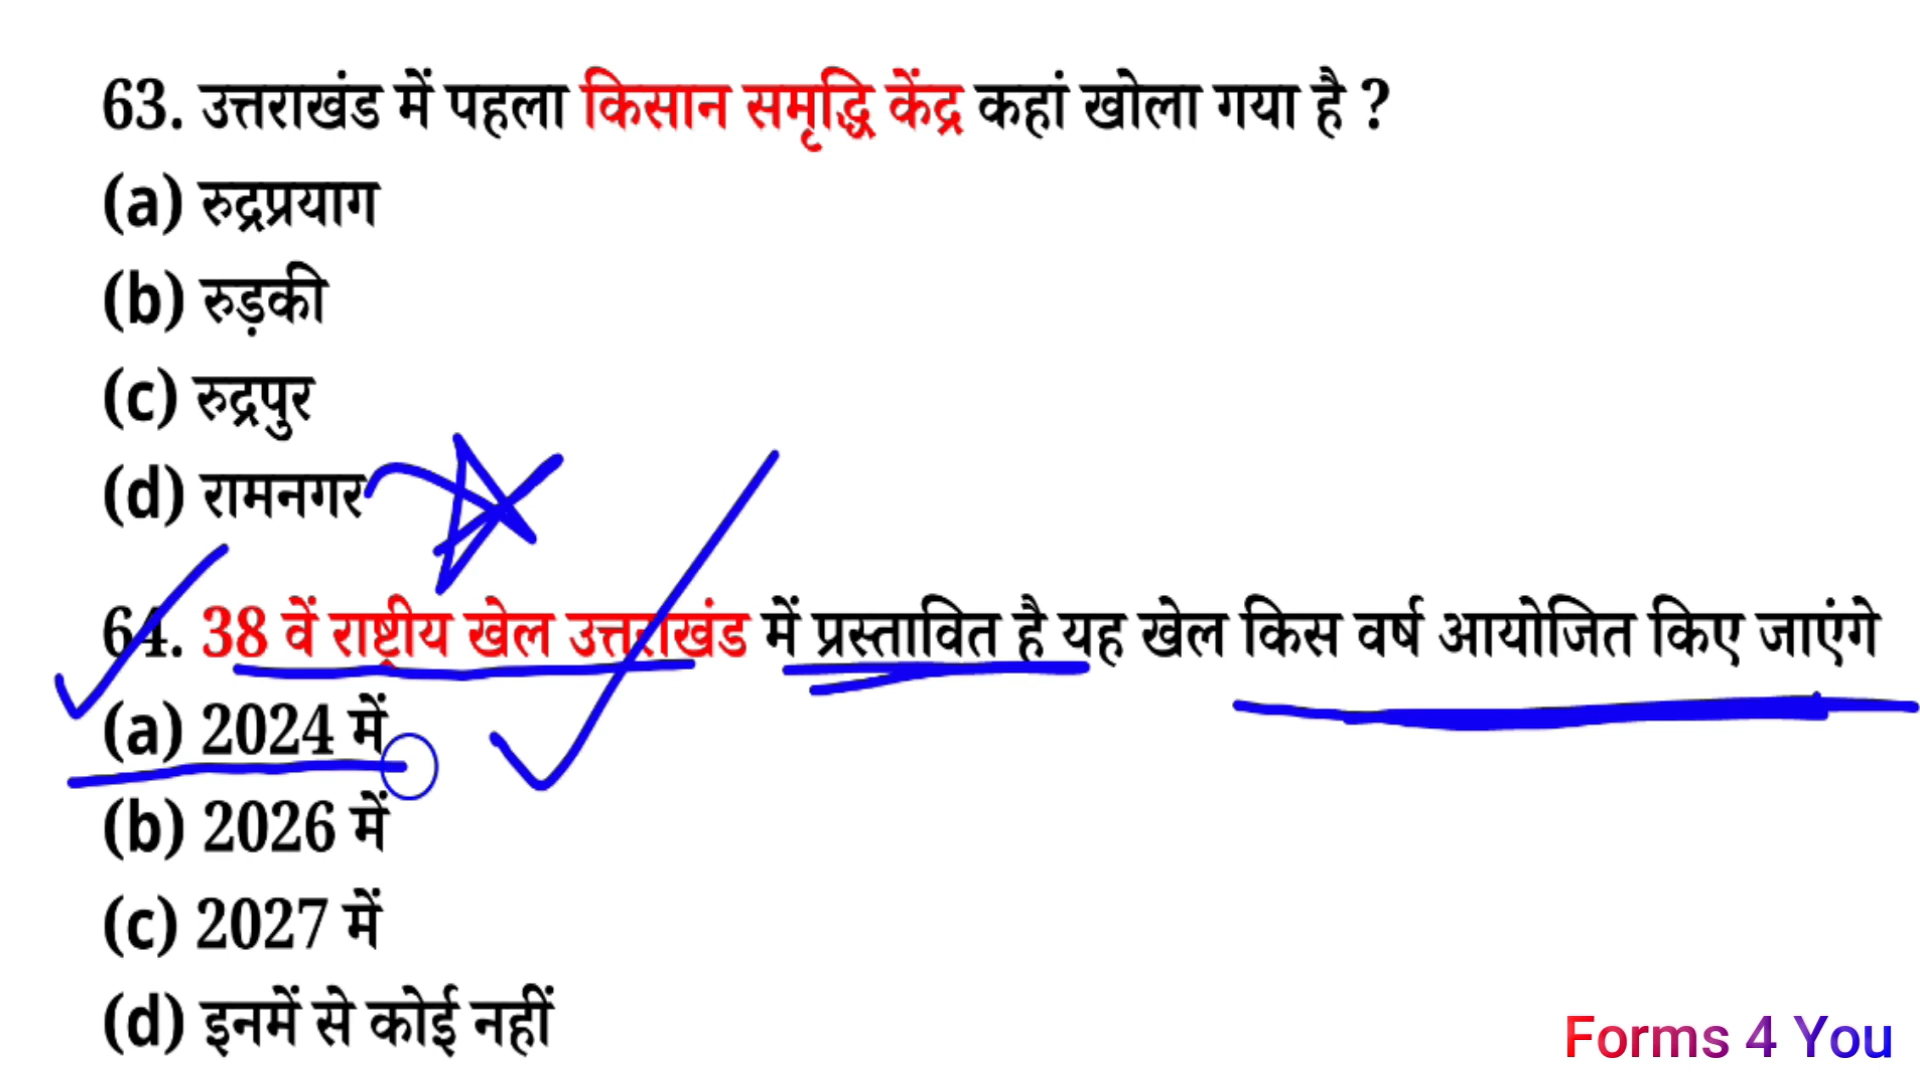 63. उत्तराखंड में पहला किसान समृद्धि केंद्र कहां खोला गया है ?
(a) रुद्रप्रयाग
(b) रुड़की
(c) रुद्रपुर
(d) रामनगर
64. 38 वें राष्ट्रीय खेल उत्तराखंड में प्रस्तावित है यह खेल किस वर्ष आयोजित किए जाएंगे
(a) 2024 में
(b) 2026 में
(c) 2027 में
(d) इनमें से कोई नहीं
Forms 4 You